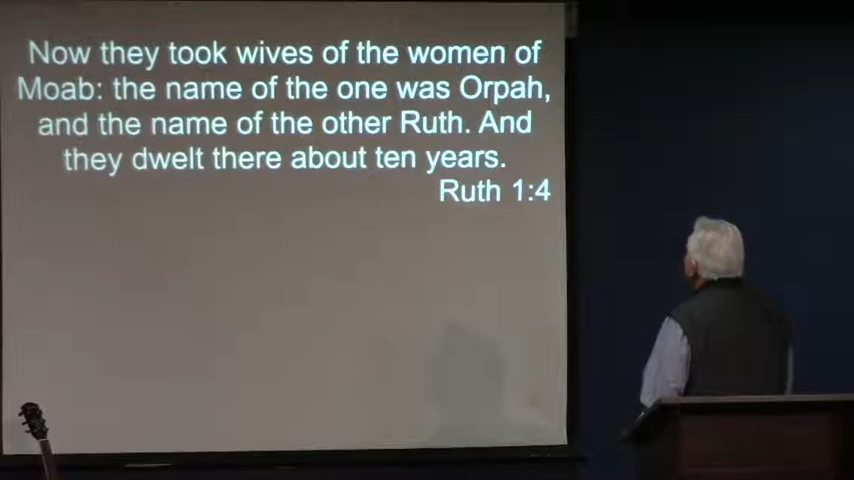 Now they took wives of the women of
Moab: the name of the one was Orpah,
and the name of the other Ruth. And
they dwelt there about ten years.
Ruth 1:4